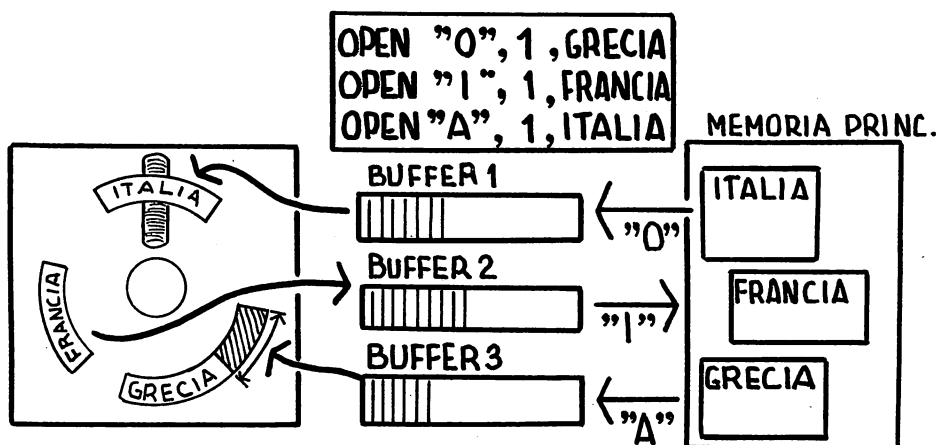 OPEN "O", 1, GRECIA
OPEN "I", 1, FRANCIA
OPEN "A", 1, ITALIA
MEMORIA PRINC.
ITALIA
BUFFER 1
"O"
ITALIA
FRANCIA
BUFFER 2
"I"
FRANCIA
GRECIA
BUFFER 3
"A"
GRECIA